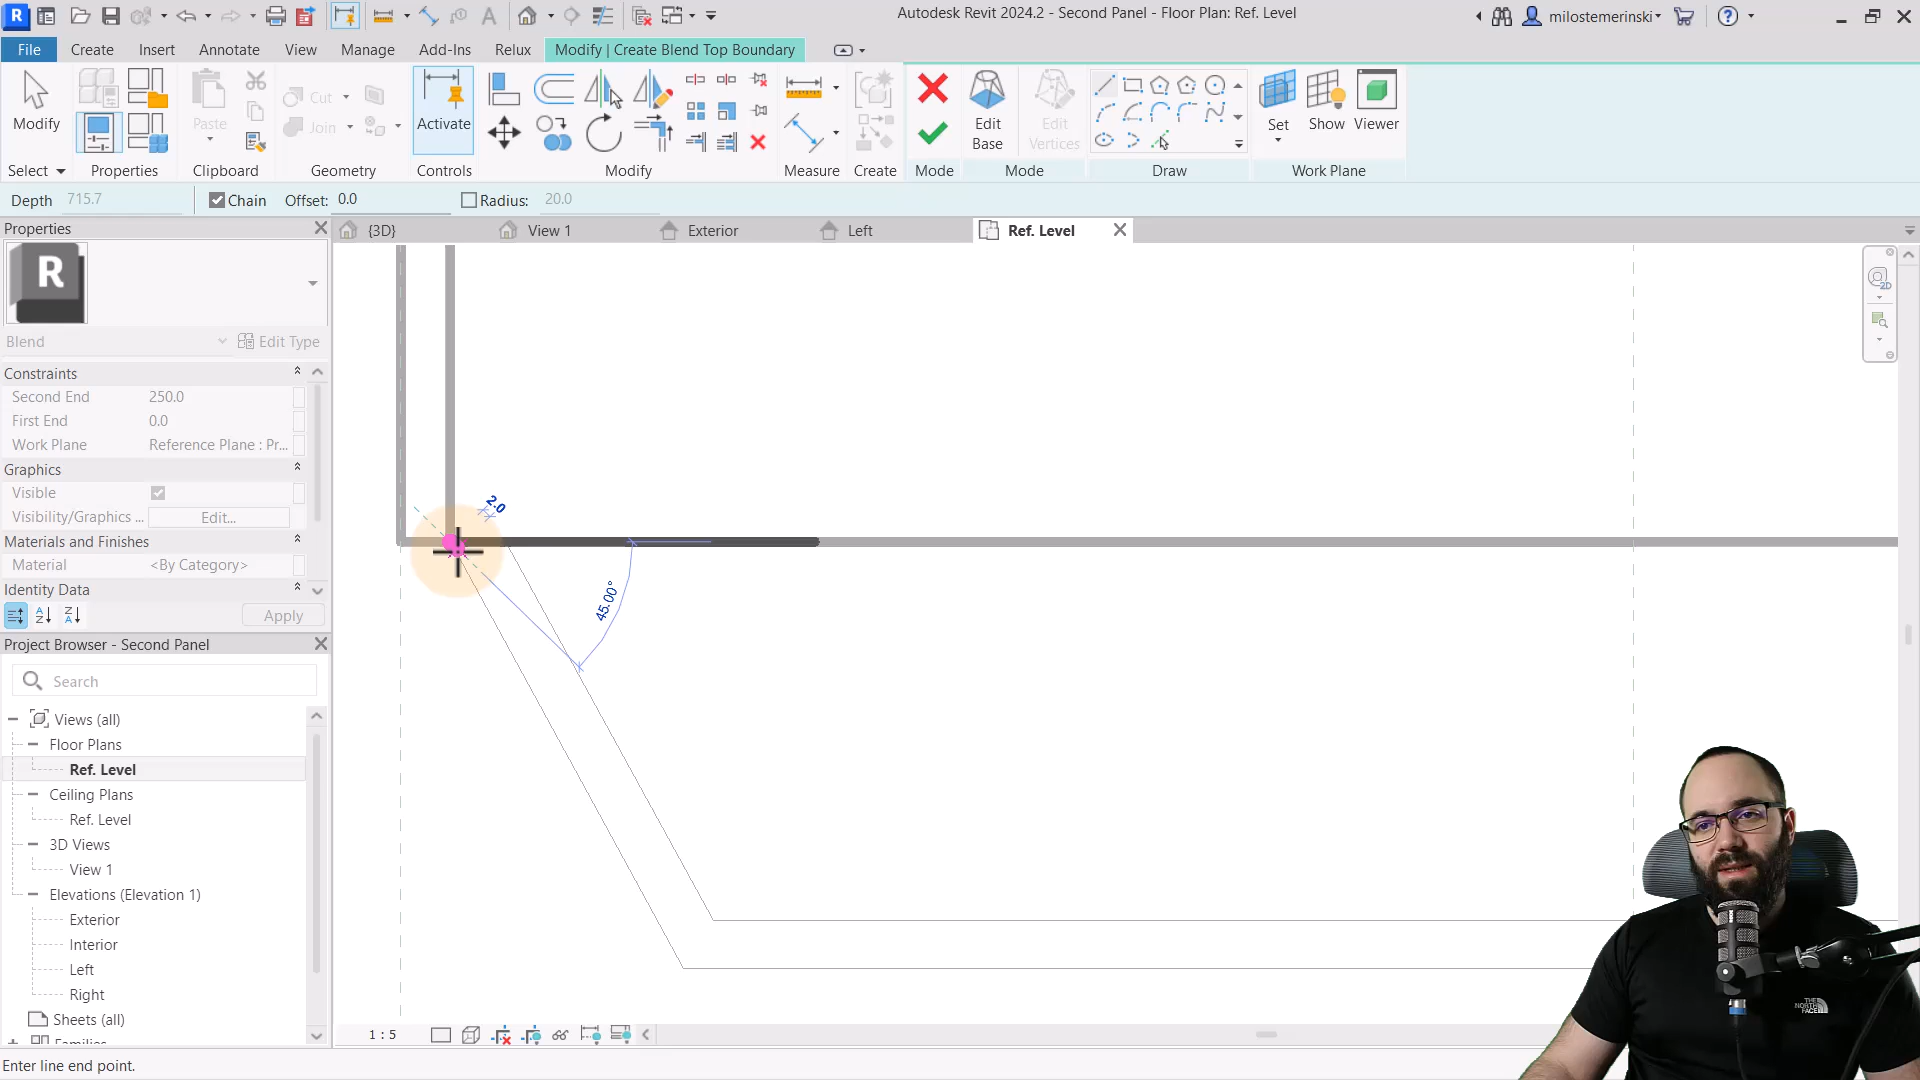 Autodesk Revit 2024.2 - Second Panel - Floor Plan: Ref. Level
milostemerinski
File
Create
Insert
Annotate
View
Manage
Add-Ins
Relux
Modify | Create Blend Top Boundary
Modify
Paste
Cut
Join
Activate
Edit
Base
Edit
Vertices
Set
Show
Viewer
Select
Properties
Clipboard
Geometry
Controls
Modify
Measure
Create
Mode
Mode
Draw
Work Plane
Depth 715.7
Chain
Offset: 0.0
Radius: 20.0
Properties
{3D}
View 1
Exterior
Left
Ref. Level
R
Blend
Edit Type
Constraints
Second End 250.0
First End 0.0
Work Plane Reference Plane : Pr...
Graphics
Visible
Visibility/Graphics ... Edit...
Materials and Finishes
Material <By Category>
Identity Data
Apply
2.0
45.00°
2D
Project Browser - Second Panel
Search
Views (all)
Floor Plans
Ref. Level
Ceiling Plans
Ref. Level
3D Views
View 1
Elevations (Elevation 1)
Exterior
Interior
Left
Right
Sheets (all)
Families
1 : 5
Enter line end point.
THE
NORTH
FACE